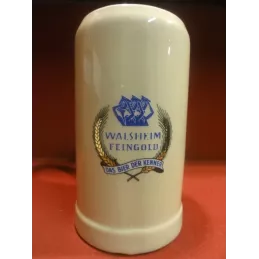 WALSHEIM
FEINGOLD
DAS BIER DER KENNER